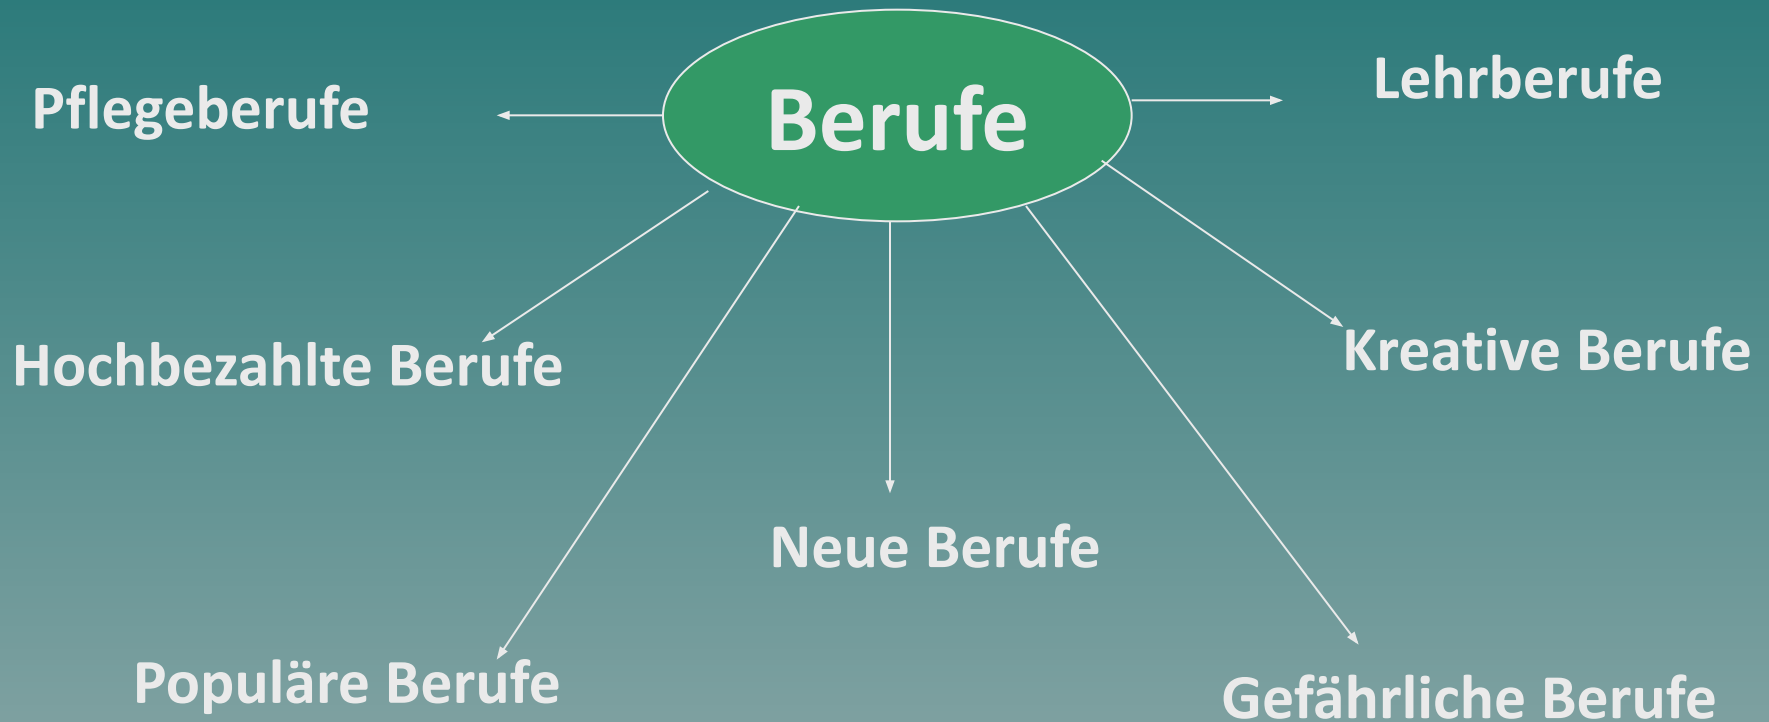 Berufe
Pflegeberufe
Lehrberufe
Hochbezahlte Berufe
Kreative Berufe
Neue Berufe
Populäre Berufe
Gefährliche Berufe